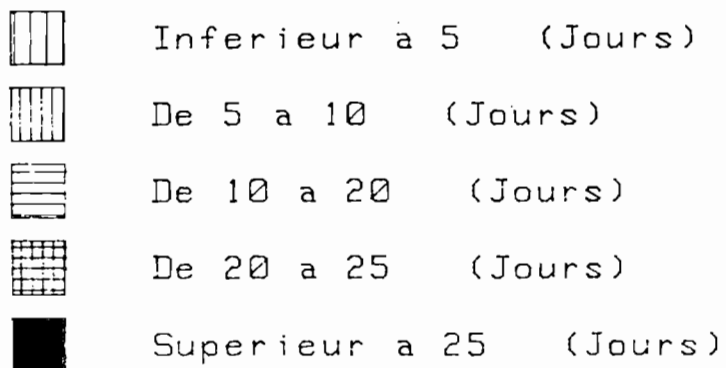 Inferieur a 5 (Jours)
De 5 a 10 (Jours)
De 10 a 20 (Jours)
De 20 a 25 (Jours)
Superieur a 25 (Jours)